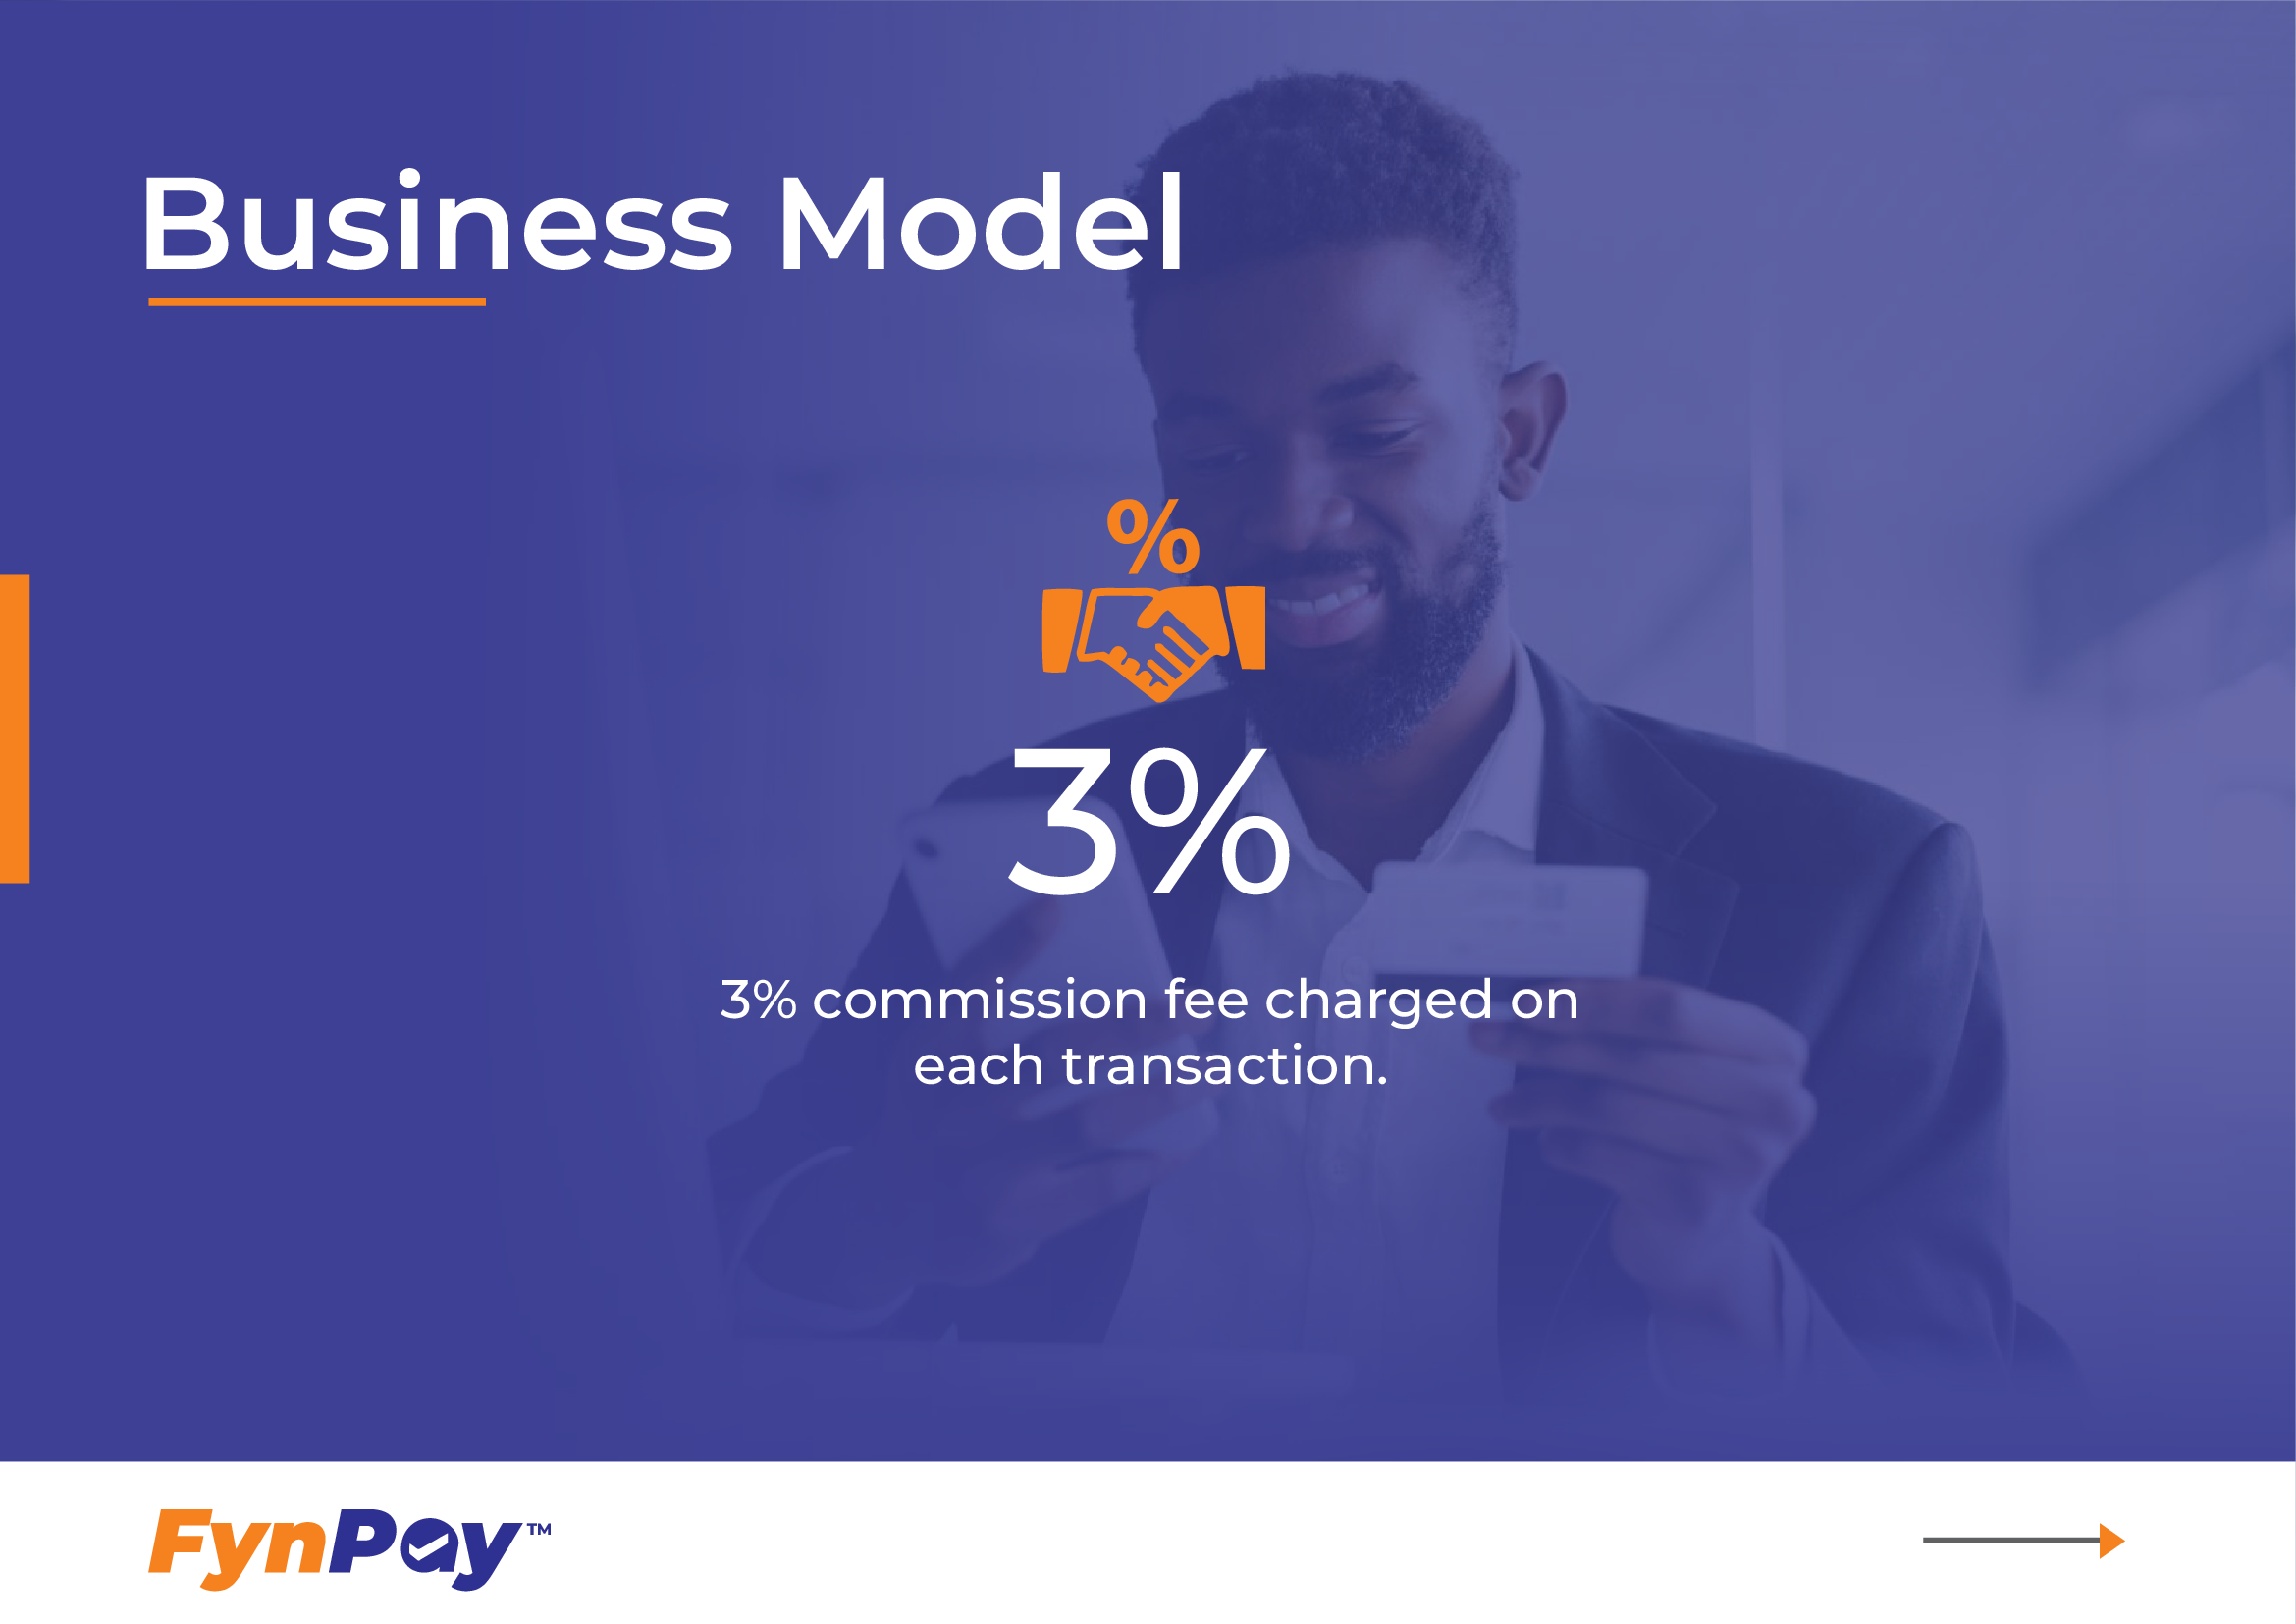 Business Model
%
3%
3% commission fee charged on
each transaction.
FynPay™